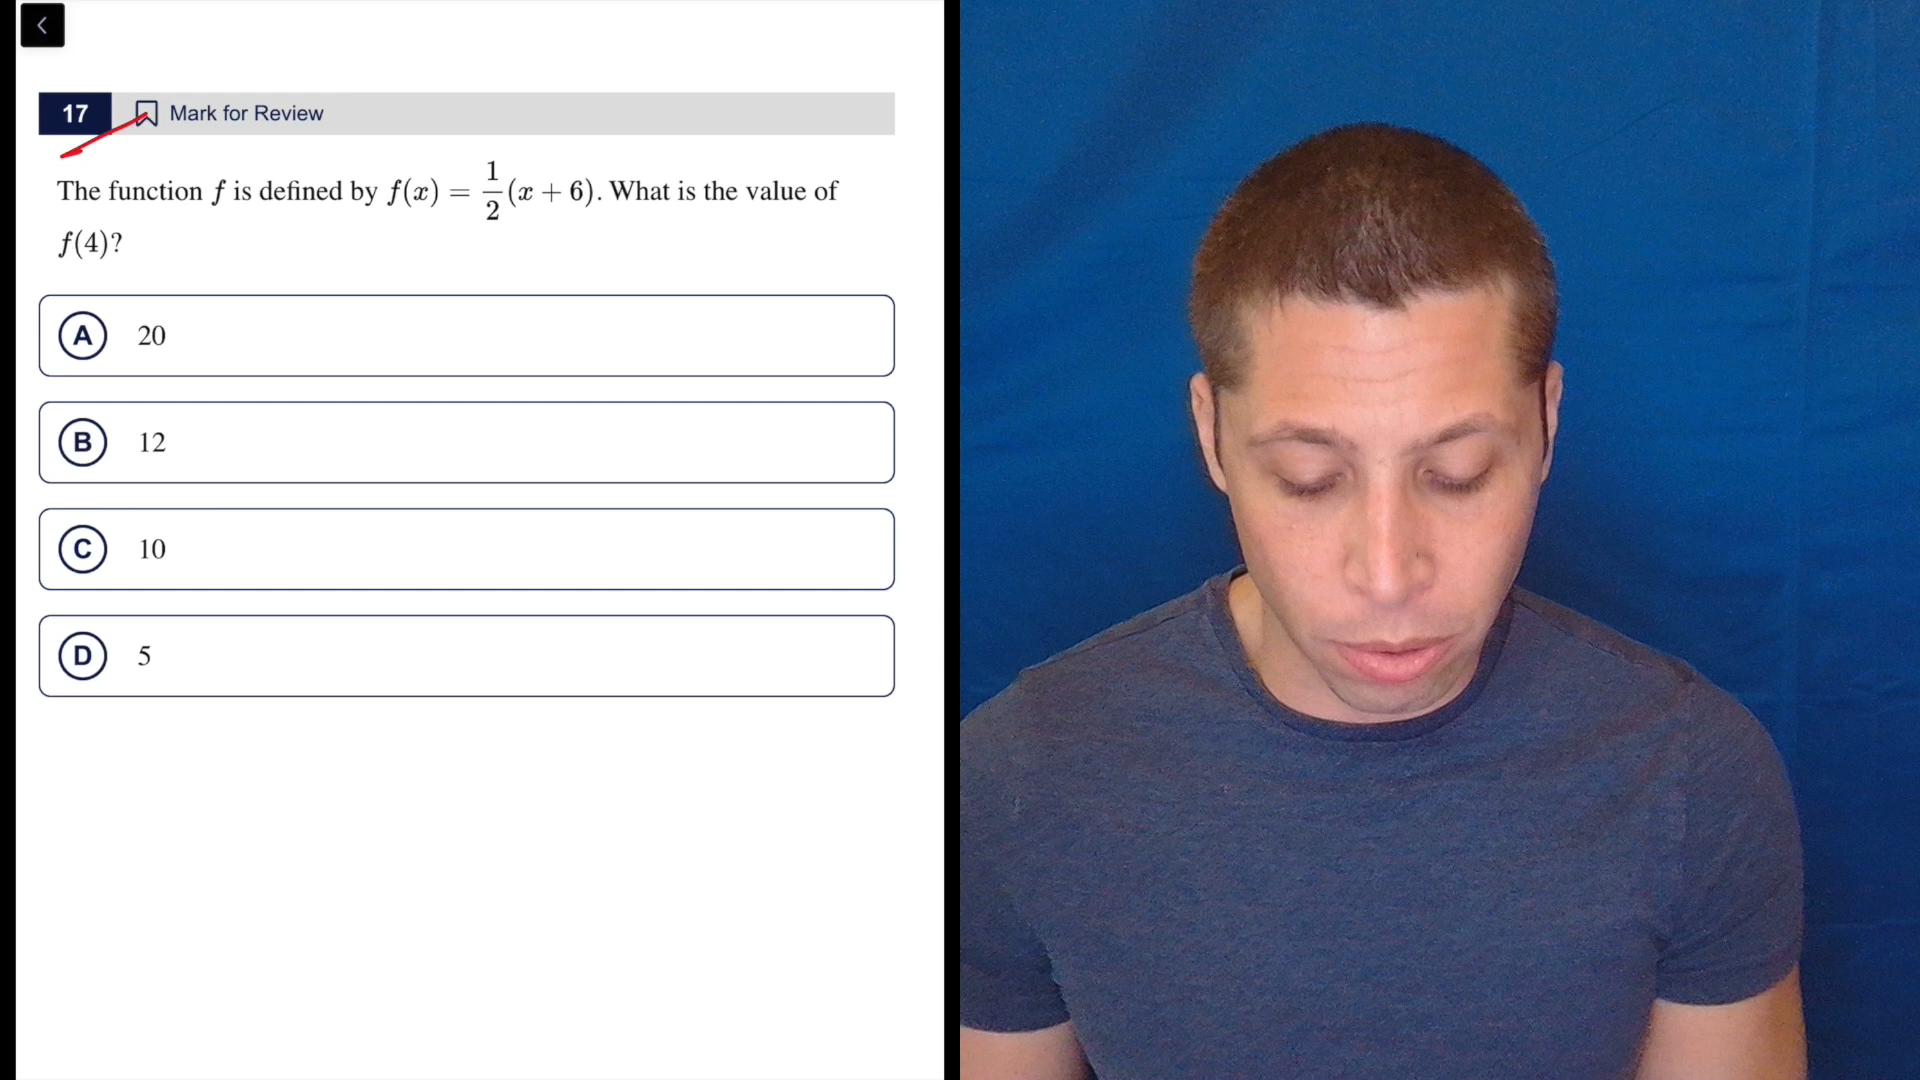 17 Mark for Review
The function f is defined by f(x) = 1/2 (x + 6). What is the value of
f(4)?
A 20
B 12
C 10
D 5